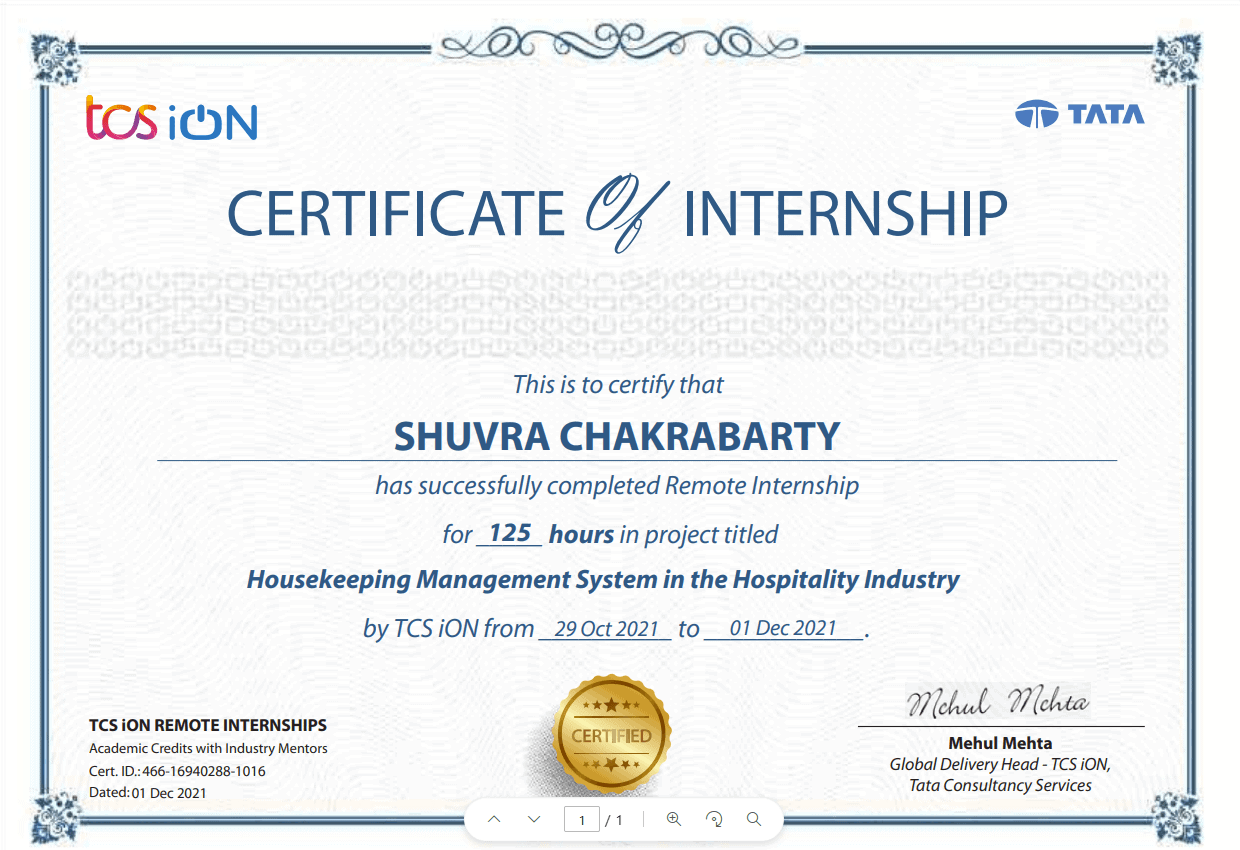 tcs iON
TATA
CERTIFICATE Of INTERNSHIP
This is to certify that
SHUVRA CHAKRABARTY
has successfully completed Remote Internship
for 125 hours in project titled
Housekeeping Management System in the Hospitality Industry
by TCS iON from 29 Oct 2021 to 01 Dec 2021.
CERTIFIED
TCS iON REMOTE INTERNSHIPS
Academic Credits with Industry Mentors
Cert. ID.:466-16940288-1016
Dated:01 Dec 2021
Mehul Mehta
Mehul Mehta
Global Delivery Head - TCS iON,
Tata Consultancy Services
1 / 1